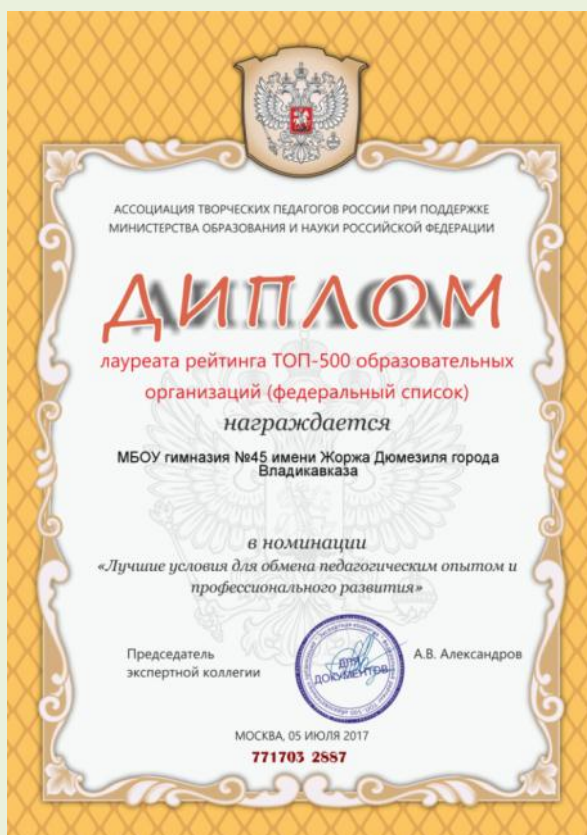 АССОЦИАЦИЯ ТВОРЧЕСКИХ ПЕДАГОГОВ РОССИИ ПРИ ПОДДЕРЖКЕ
МИНИСТЕРСТВА ОБРАЗОВАНИЯ И НАУКИ РОССИЙСКОЙ ФЕДЕРАЦИИ
ДИПЛОМ
лауреата рейтинга ТОП-500 образовательных
организаций (федеральный список)
награждается
МБОУ гимназия №45 имени Жоржа Дюмезиля города
Владикавказа
в номинации
«Лучшие условия для обмена педагогическим опытом и
профессионального развития»
Председатель
экспертной коллегии
ДЛЯ
ДОКУМЕНТОВ
А.В. Александров
МОСКВА, 05 ИЮЛЯ 2017
771703 2887